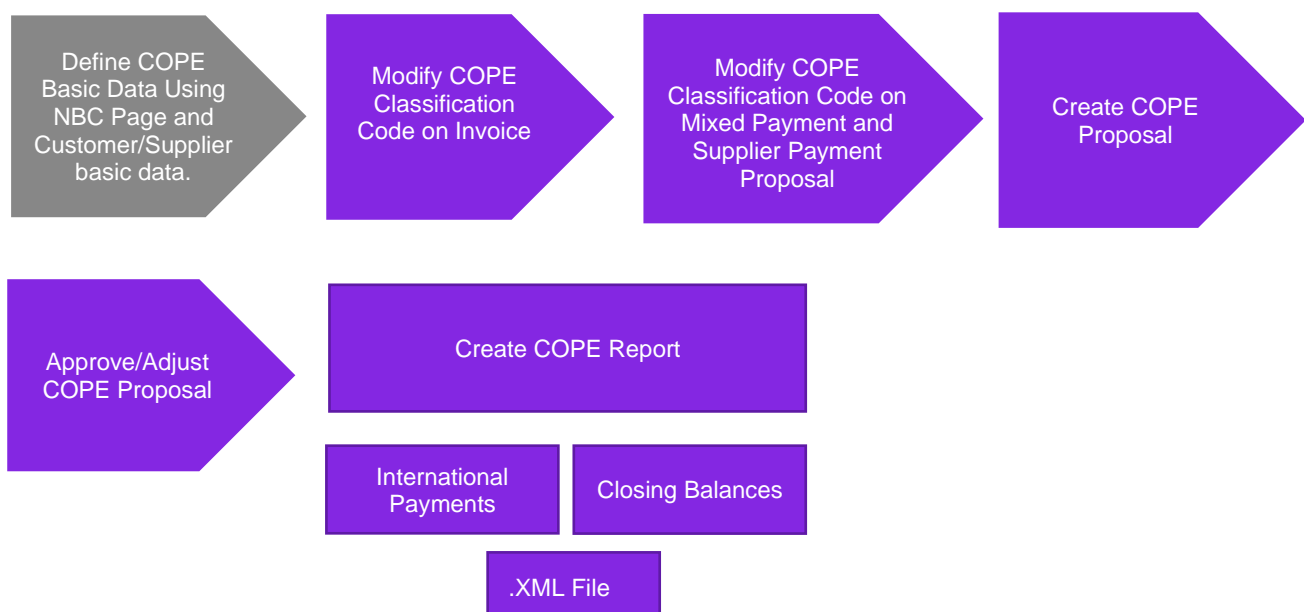 Define COPE
Basic Data Using
NBC Page and
Customer/Supplier
basic data.
Modify COPE
Classification
Code on Invoice
Modify COPE
Classification Code on
Mixed Payment and
Supplier Payment
Proposal
Create COPE
Proposal
Approve/Adjust
COPE Proposal
Create COPE Report
International
Payments
Closing Balances
.XML File